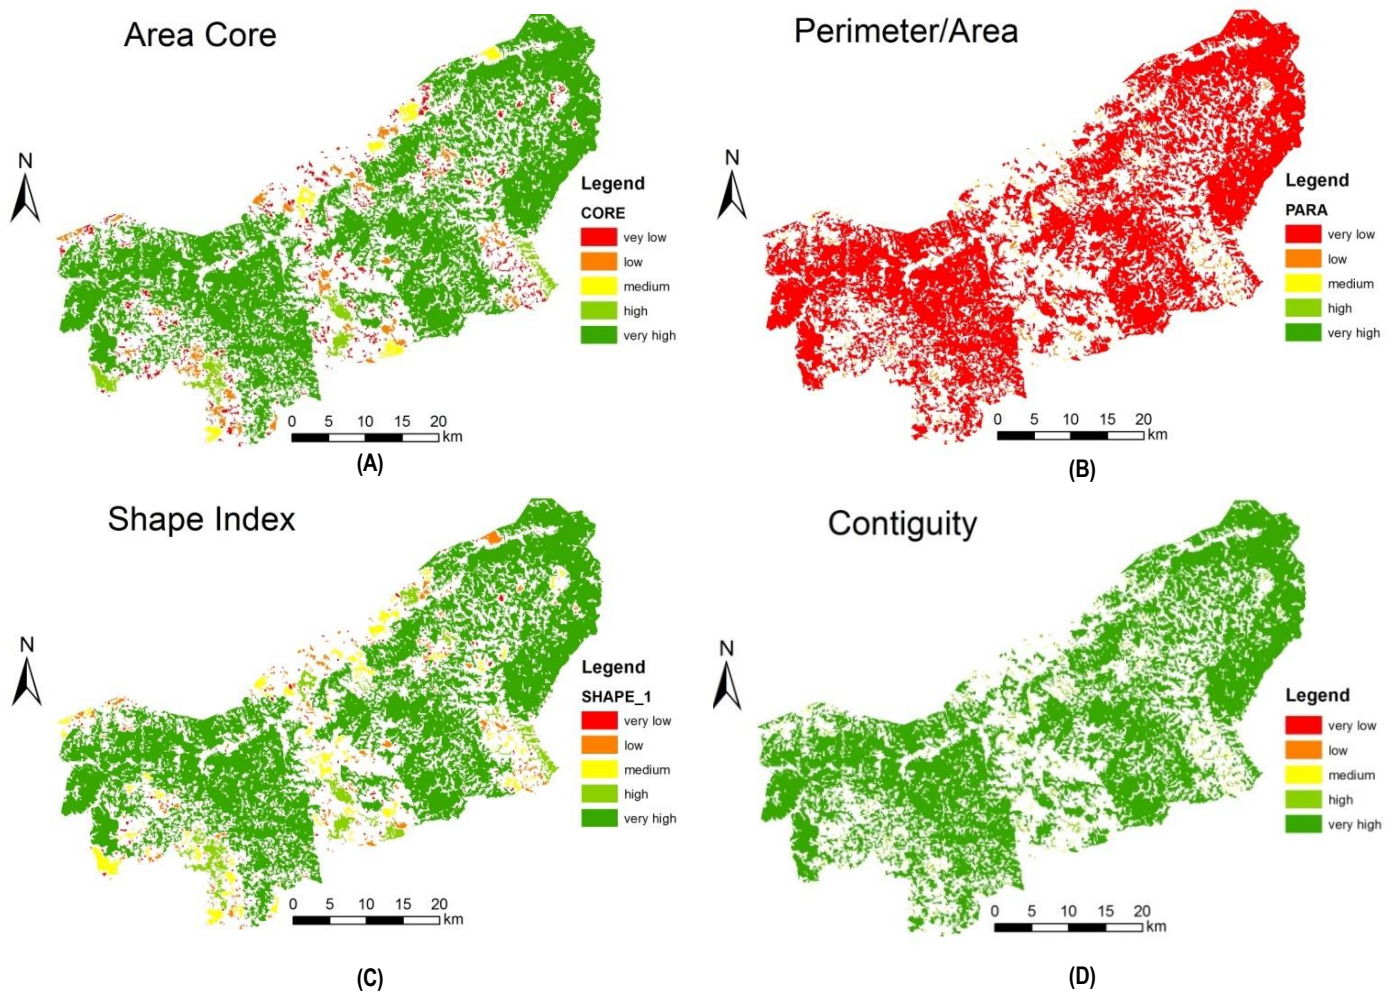 Area Core
N
Legend
CORE
vey low
low
medium
high
very high
0 5 10 15 20
km
(A)
Perimeter/Area
N
Legend
PARA
very low
low
medium
high
very high
0 5 10 15 20
km
(B)
Shape Index
N
Legend
SHAPE_1
very low
low
medium
high
very high
0 5 10 15 20
km
(C)
Contiguity
N
Legend
very low
low
medium
high
very high
0 5 10 15 20
km
(D)